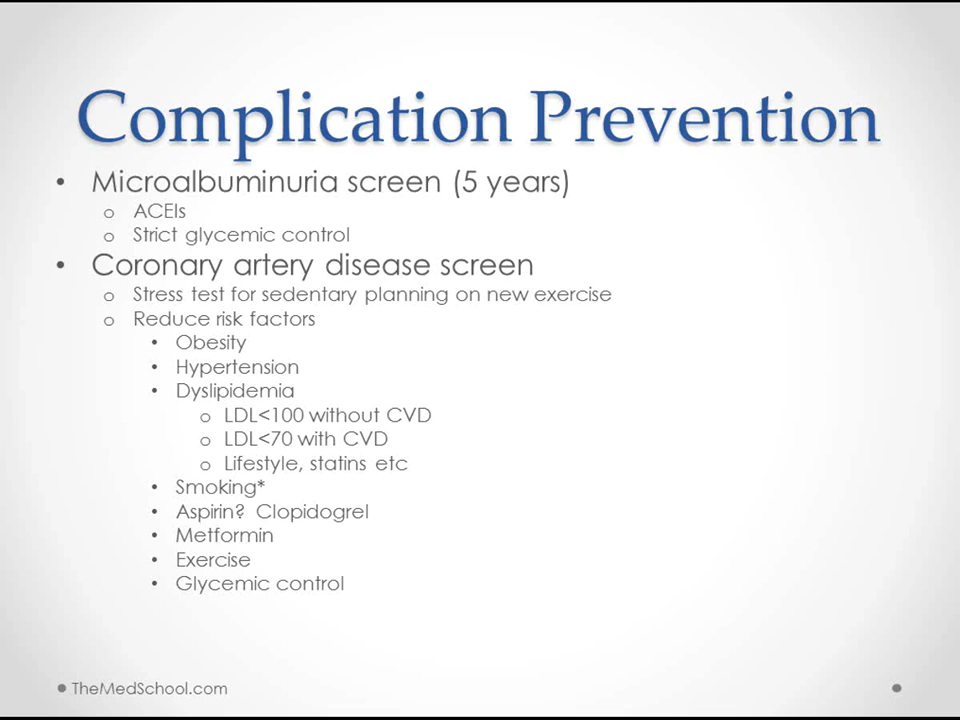 Complication Prevention
• Microalbuminuria screen (5 years)
o ACEIs
o Strict glycemic control
• Coronary artery disease screen
o Stress test for sedentary planning on new exercise
o Reduce risk factors
• Obesity
• Hypertension
• Dyslipidemia
o LDL<100 without CVD
o LDL<70 with CVD
o Lifestyle, statins etc
• Smoking*
• Aspirin? Clopidogrel
• Metformin
• Exercise
• Glycemic control
TheMedSchool.com